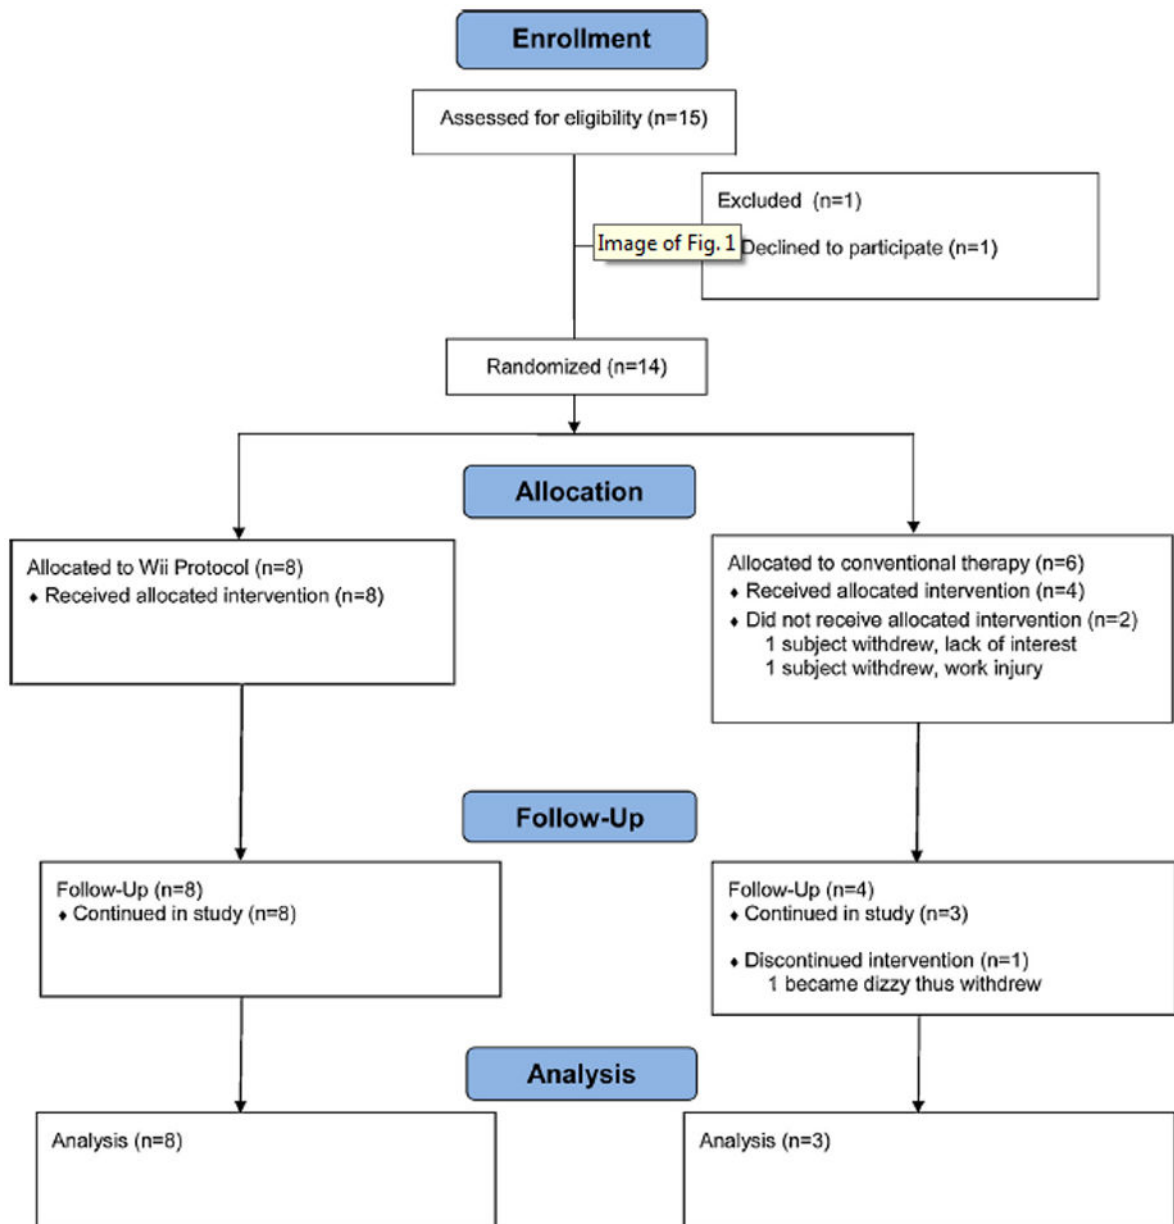 Enrollment
Assessed for eligibility (n=15)
Excluded (n=1)
Image of Fig. 1
Declined to participate (n=1)
Randomized (n=14)
Allocation
Allocated to Wii Protocol (n=8)
♦ Received allocated intervention (n=8)
Allocated to conventional therapy (n=6)
♦ Received allocated intervention (n=4)
♦ Did not receive allocated intervention (n=2)
1 subject withdrew, lack of interest
1 subject withdrew, work injury
Follow-Up
Follow-Up (n=8)
♦ Continued in study (n=8)
Follow-Up (n=4)
♦ Continued in study (n=3)
♦ Discontinued intervention (n=1)
1 became dizzy thus withdrew
Analysis
Analysis (n=8)
Analysis (n=3)